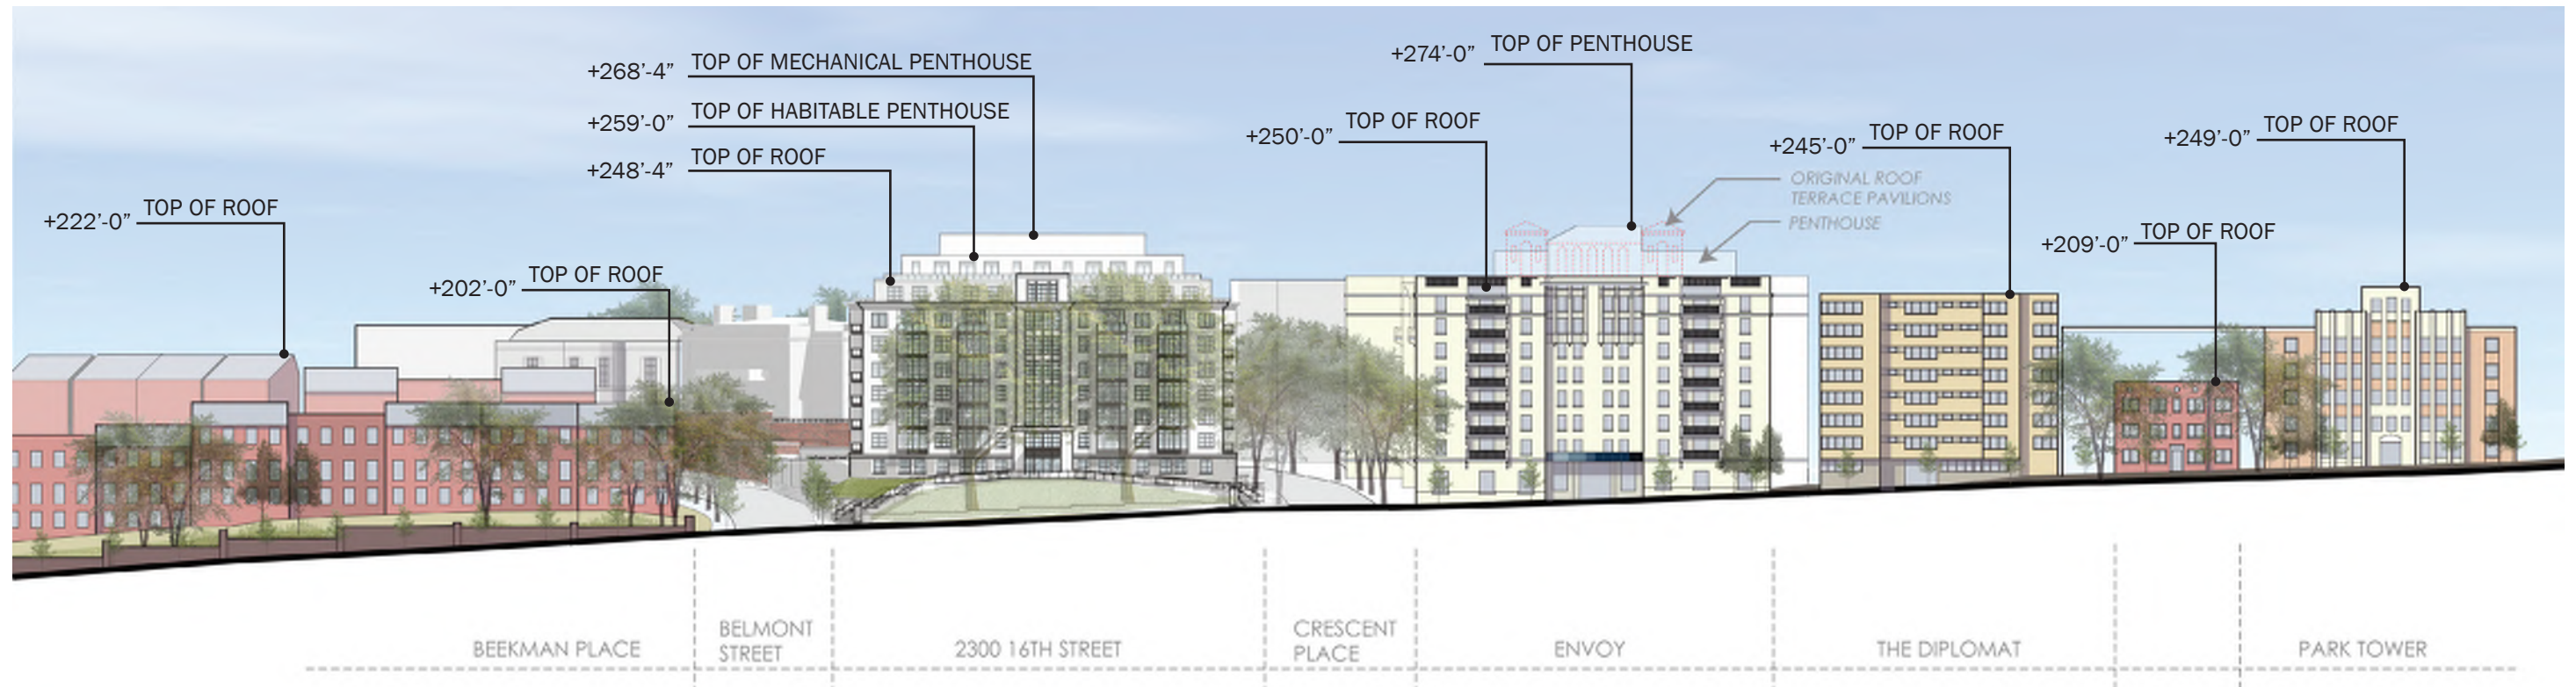 +222’-0” TOP OF ROOF
+202’-0” TOP OF ROOF
+268’-4” TOP OF MECHANICAL PENTHOUSE
+259’-0” TOP OF HABITABLE PENTHOUSE
+248’-4” TOP OF ROOF
+250’-0” TOP OF ROOF
+274’-0” TOP OF PENTHOUSE
ORIGINAL ROOF
TERRACE PAVILIONS
PENTHOUSE
+245’-0” TOP OF ROOF
+209’-0” TOP OF ROOF
+249’-0” TOP OF ROOF
BEEKMAN PLACE
BELMONT
STREET
2300 16TH STREET
CRESCENT
PLACE
ENVOY
THE DIPLOMAT
PARK TOWER